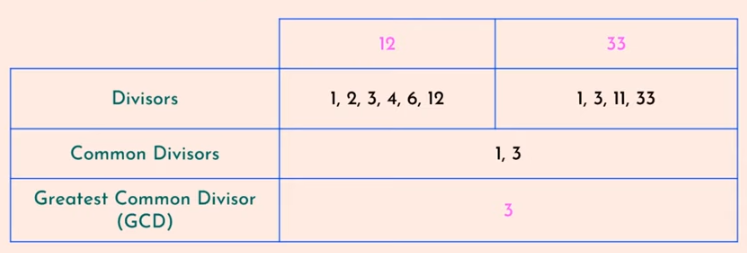 12 33
Divisors 1, 2, 3, 4, 6, 12 1, 3, 11, 33
Common Divisors 1, 3
Greatest Common Divisor
(GCD) 3